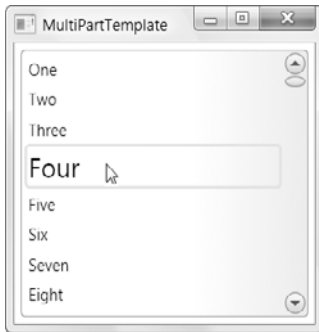 MultiPartTemplate
One
Two
Three
Four
Five
Six
Seven
Eight